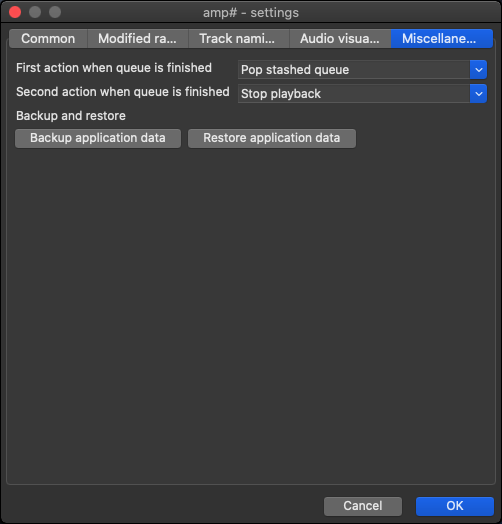 amp# - settings
Common Modified ra... Track nami... Audio visua... Miscellane...
First action when queue is finished Pop stashed queue
Second action when queue is finished Stop playback
Backup and restore
Backup application data Restore application data
Cancel OK